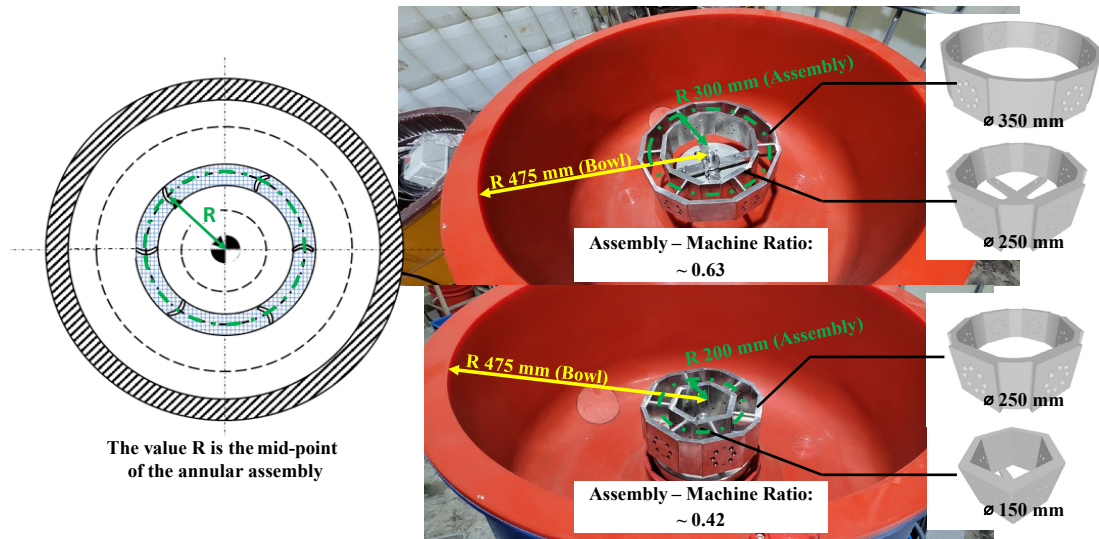 R
The value R is the mid-point
of the annular assembly
R 300 mm (Assembly)
R 475 mm (Bowl)
Assembly – Machine Ratio:
~ 0.63
⌀ 350 mm
⌀ 250 mm
R 200 mm (Assembly)
R 475 mm (Bowl)
Assembly – Machine Ratio:
~ 0.42
⌀ 250 mm
⌀ 150 mm